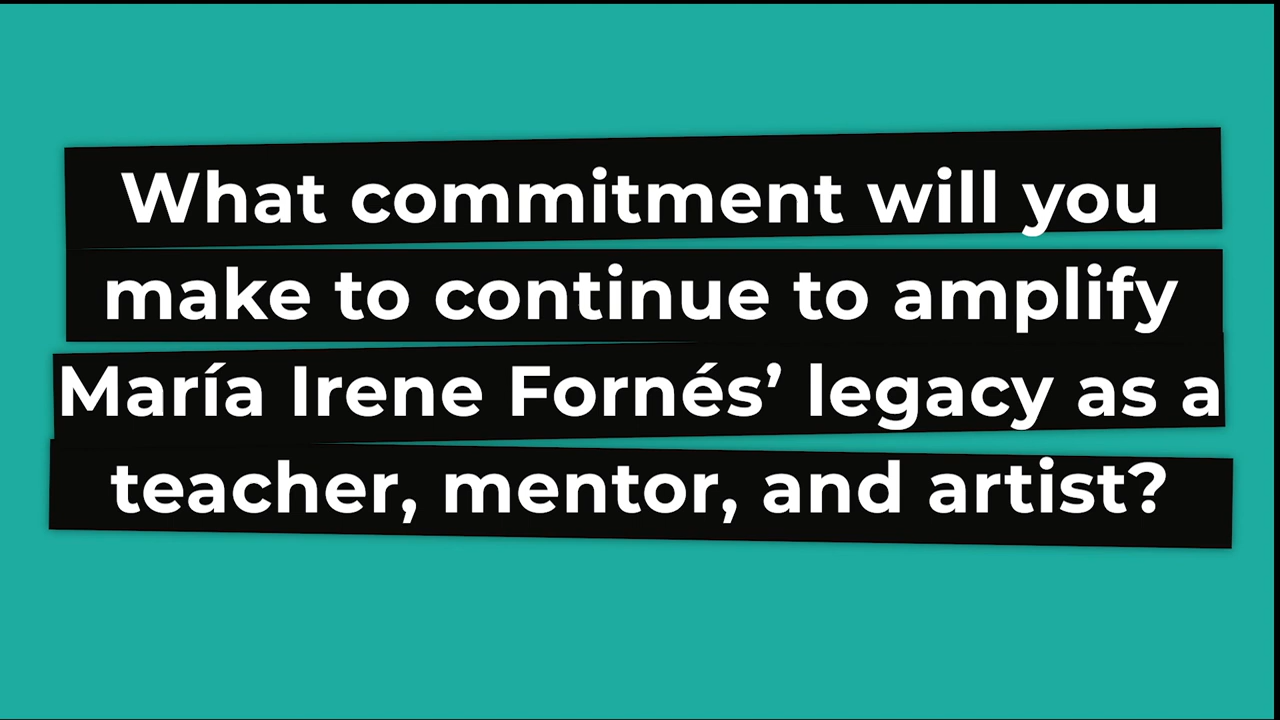 What commitment will you
make to continue to amplify
María Irene Fornés’ legacy as a
teacher, mentor, and artist?